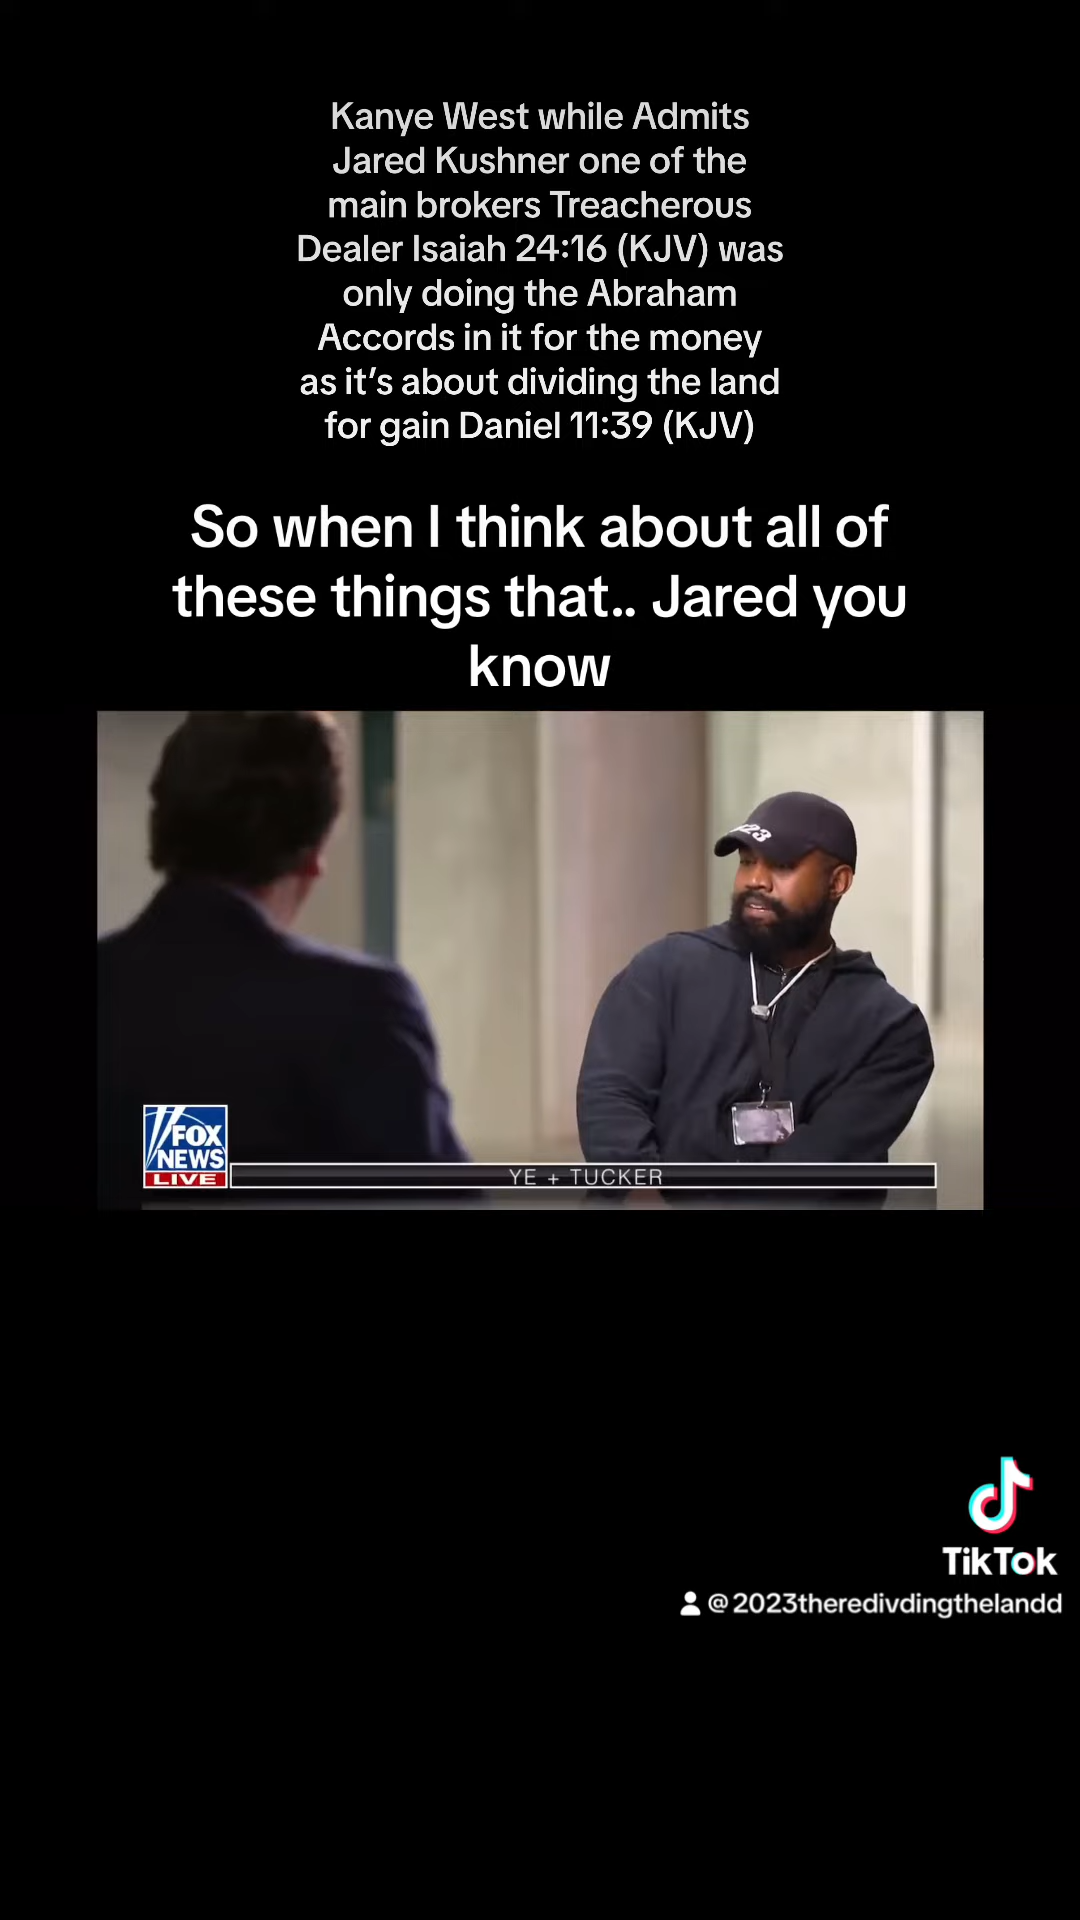 Kanye West while Admits
Jared Kushner one of the
main brokers Treacherous
Dealer Isaiah 24:16 (KJV) was
only doing the Abraham
Accords in it for the money
as it’s about dividing the land
for gain Daniel 11:39 (KJV)
So when I think about all of
these things that.. Jared you
know
23
FOX
NEWS
LIVE
YE + TUCKER
TikTok
@2023theredivdingthelandd